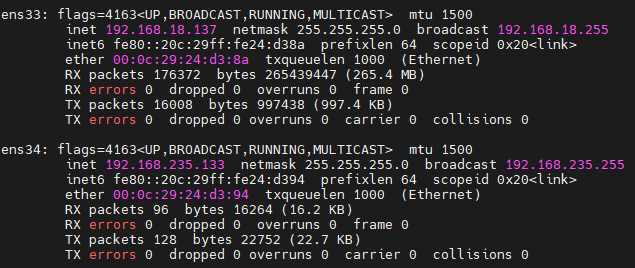 ens33: flags=4163<UP,BROADCAST,RUNNING,MULTICAST>  mtu 1500
        inet 192.168.18.137  netmask 255.255.255.0  broadcast 192.168.18.255
        inet6 fe80::20c:29ff:fe24:d38a  prefixlen 64  scopeid 0x20<link>
        ether 00:0c:29:24:d3:8a  txqueuelen 1000  (Ethernet)
        RX packets 176372  bytes 265439447 (265.4 MB)
        RX errors 0  dropped 0  overruns 0  frame 0
        TX packets 16008  bytes 997438 (997.4 KB)
        TX errors 0  dropped 0 overruns 0  carrier 0  collisions 0

ens34: flags=4163<UP,BROADCAST,RUNNING,MULTICAST>  mtu 1500
        inet 192.168.235.133  netmask 255.255.255.0  broadcast 192.168.235.255
        inet6 fe80::20c:29ff:fe24:d394  prefixlen 64  scopeid 0x20<link>
        ether 00:0c:29:24:d3:94  txqueuelen 1000  (Ethernet)
        RX packets 96  bytes 16264 (16.2 KB)
        RX errors 0  dropped 0  overruns 0  frame 0
        TX packets 128  bytes 22752 (22.7 KB)
        TX errors 0  dropped 0 overruns 0  carrier 0  collisions 0